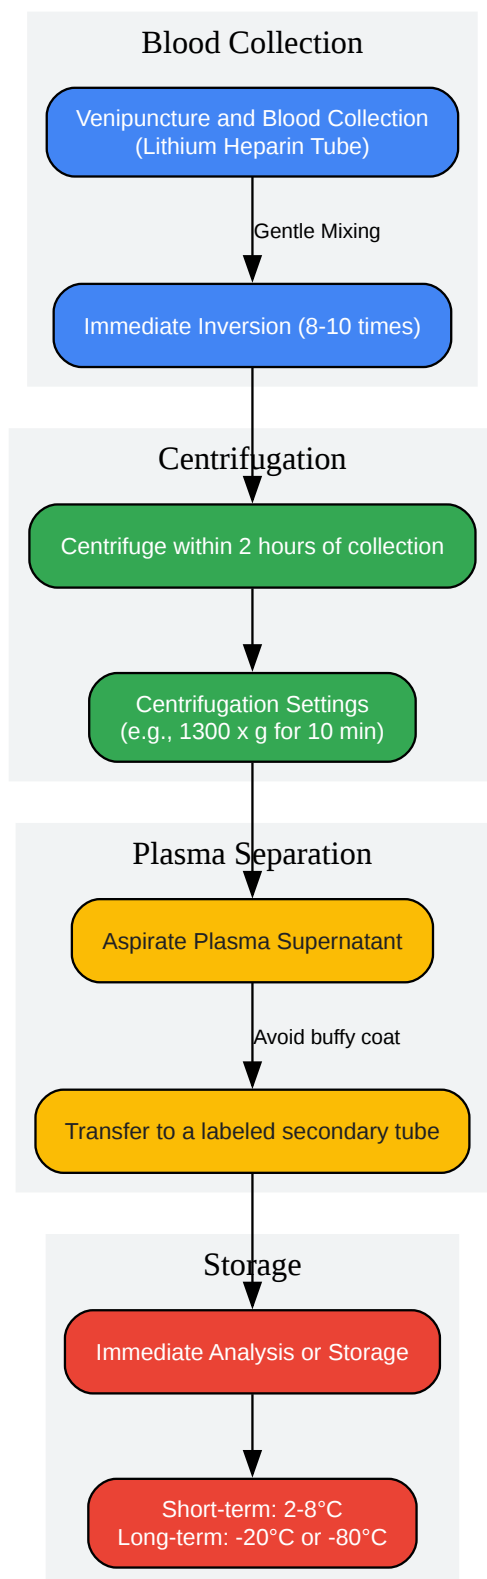 Blood Collection
Venipuncture and Blood Collection
(Lithium Heparin Tube)
Gentle Mixing
Immediate Inversion (8-10 times)
Centrifugation
Centrifuge within 2 hours of collection
Centrifugation Settings
(e.g., 1300 x g for 10 min)
Plasma Separation
Aspirate Plasma Supernatant
Avoid buffy coat
Transfer to a labeled secondary tube
Storage
Immediate Analysis or Storage
Short-term: 2-8°C
Long-term: -20°C or -80°C